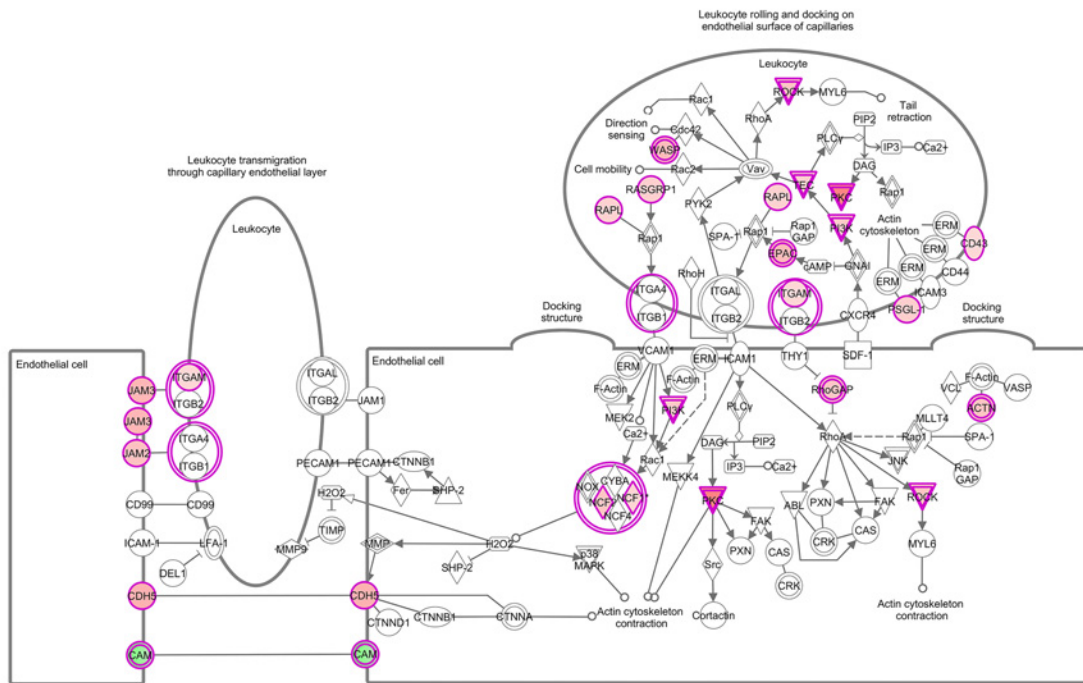 Leukocyte rolling and docking on
endothelial surface of capillaries
Leukocyte
ROCK
MYL6
Tail
retraction
Rac1
RhoA
Direction
sensing
Cdc42
WASP
PLCγ
PIP2
IP3
Ca2+
DAG
Cell mobility
Rac2
Vav
TEC
PKC
Rap1
RASGRP1
RAPL
PYK2
RAPL
PI3K
Actin
cytoskeleton
ERM
ERM
ERM
ERM
CD43
CD44
ICAM3
PSGL-1
Rap1
SPA-1
Rap1
Rap1
GAP
EPAC
cAMP
GNAI
RhoH
ITGA4
ITGB1
ITGAL
ITGB2
ITGAM
ITGB2
CXCR4
Docking
structure
Docking
structure
Leukocyte transmigration
through capillary endothelial layer
Leukocyte
Endothelial cell
Endothelial cell
JAM3
ITGAM
ITGB2
JAM3
JAM2
ITGA4
ITGB1
ITGAL
ITGB2
JAM1
PECAM1
PECAM1
CTNNB1
Fer
SHP-2
CD99
CD99
H2O2
TIMP
MMP9
ICAM-1
LFA-1
DEL1
MMP
H2O2
SHP-2
p38
MAPK
CDH5
CDH5
CTNND1
CTNNB1
CTNNA
Actin cytoskeleton
contraction
CAM
CAM
VCAM1
ERM
F-Actin
MEK2
Ca2+
PI3K
Rac1
NOX
CYBA
NCF2
NCF1*
NCF4
ERM
F-Actin
ICAM1
PLCγ
DAG
PIP2
IP3
Ca2+
MEKK4
PKC
FAK
Src
PXN
CAS
CRK
Cortactin
THY1
SDF-1
RhoGAP
RhoA
Rap1
MLLT4
SPA-1
Rap1
GAP
VCL
F-Actin
VASP
ACTN
JNK
ABL
PXN
FAK
CRK
CAS
ROCK
MYL6
Actin cytoskeleton
contraction